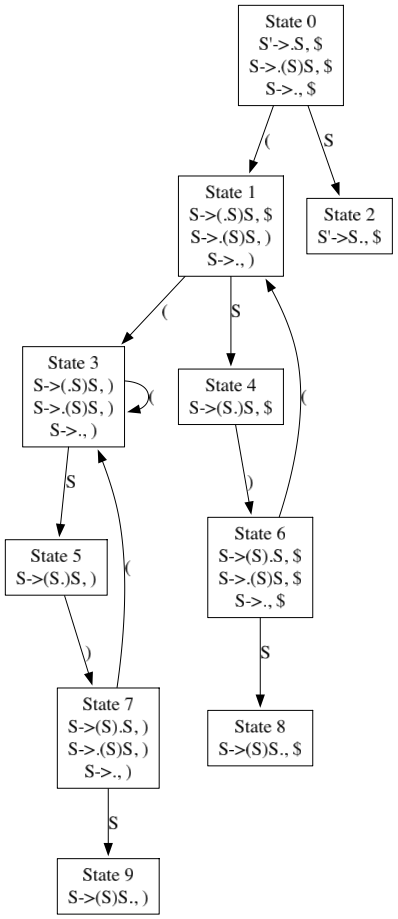 State 0
S'->.S, $
S->.(S)S, $
S->., $
(
S
State 1
S->(.S)S, $
S->.(S)S, )
S->., )
State 2
S'->S., $
(
S
State 3
S->(.S)S, )
S->.(S)S, )
S->., )
(
State 4
S->(S.)S, $
(
S
)
State 5
S->(S.)S, )
State 6
S->(S).S, $
S->.(S)S, $
S->., $
(
)
S
State 7
S->(S).S, )
S->.(S)S, )
S->., )
State 8
S->(S)S., $
S
State 9
S->(S)S., )